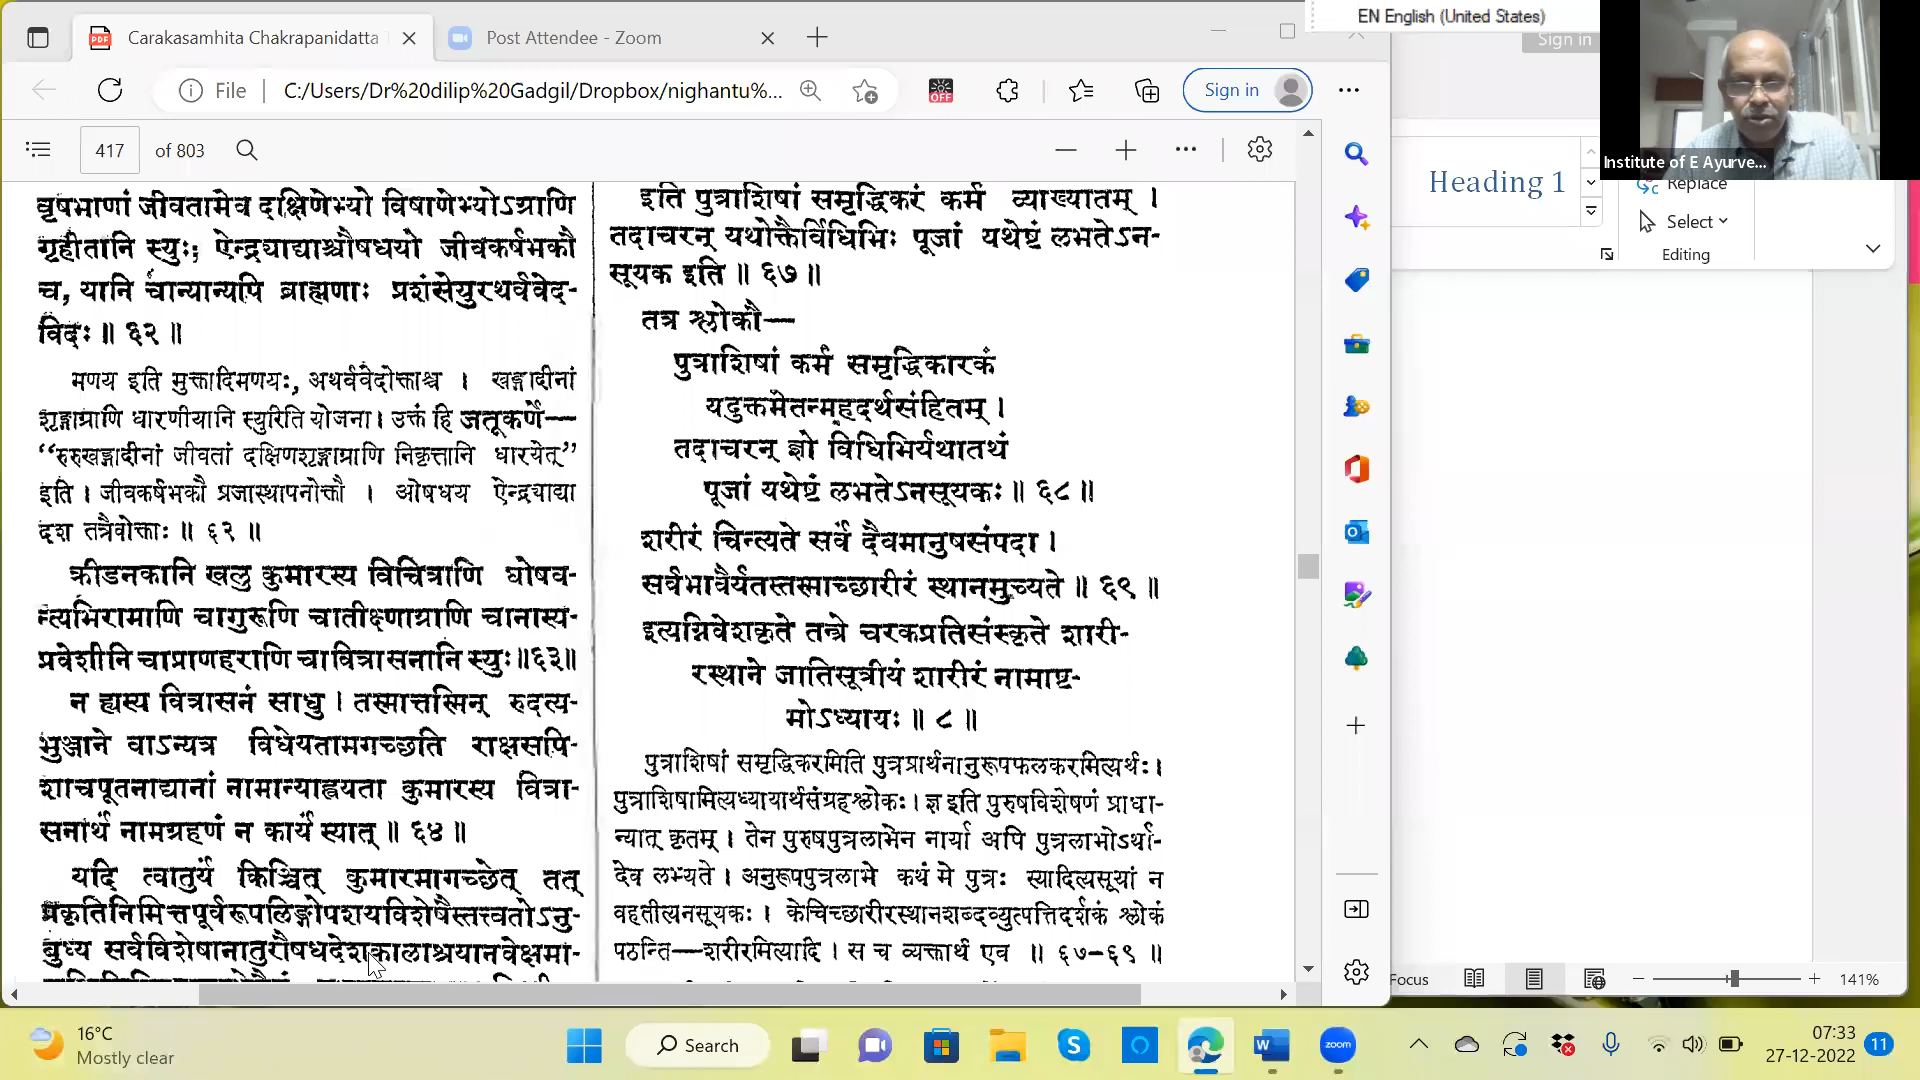 EN English (United States)
Carakasamhita Chakrapanidatta
Post Attendee - Zoom
Sign in
File
C:/Users/Dr%20dilip%20Gadgil/Dropbox/nighantu%...
OFF
Sign in
417 of 803
Heading 1
Institute of E Ayurve...
Replace
Select
Editing
वृषभाणां जीवतामेव दक्षिणेभ्यो विषाणेभ्योऽग्राणि
गृहीतानि स्युः; ऐन्द्र्याद्याश्चौषधयो जीवकर्षभकौ
च, यानि चान्यान्यपि ब्राह्मणाः प्रशंसेयुरथर्ववेद-
विदः ॥ ६२ ॥
मणय इति मुक्तादिमणयः, अथर्ववेदोक्ताश्च । खङ्गादीनां
शृङ्गाग्राणि धारणीयानि स्युरिति योजना । उक्तं हि जतूकर्णे—
“रुरुखङ्गादीनां जीवतां दक्षिणशृङ्गाग्राणि निकृत्तानि धारयेत्”
इति । जीवकर्षभकौ प्रजास्थापनोक्तौ । ओषधय ऐन्द्र्याद्या
दश तत्रैवोक्ताः ॥ ६२ ॥
क्रीडनकानि खलु कुमारस्य विचित्राणि घोषव-
न्त्यभिरामाणि चागुरूणि चातीक्ष्णाग्राणि चानास्य-
प्रवेशीनि चाप्राणहराणि चावित्रासनानि स्युः॥६३॥
न ह्यस्य वित्रासनं साधु । तस्मात्तस्मिन् रुदत्य-
भुञ्जाने वाऽन्यत्र विधेयतामगच्छति राक्षसपि-
शाचपूतनाद्यानां नामान्याह्वयता कुमारस्य वित्रा-
सनार्थं नामग्रहणं न कार्यं स्यात् ॥ ६४ ॥
यदि त्वातुर्यं किञ्चित् कुमारमागच्छेत् तत्
प्रकृतिनिमित्तपूर्वरूपलिङ्गोपशयविशेषैस्तत्त्वतोऽनु-
बुध्य सर्वविशेषानातुरौषधदेशकालाश्रयानवेक्षमा-
इति पुत्राशिषां समृद्धिकरं कर्म व्याख्यातम् ।
तदाचरन् यथोक्तैर्विधिभिः पूजां यथेष्टं लभतेऽन-
सूयक इति ॥ ६७ ॥
तत्र श्लोकौ—
पुत्राशिषां कर्म समृद्धिकारकं
यदुक्तमेतन्महदर्थसंहितम् ।
तदाचरन् ज्ञो विधिभिर्यथातथं
पूजां यथेष्टं लभतेऽनसूयकः ॥ ६८ ॥
शरीरं चिन्त्यते सर्वं दैवमानुषसंपदा ।
सर्वभावैर्यतस्तस्माच्छारीरं स्थानमुच्यते ॥ ६९ ॥
इत्यग्निवेशकृते तन्त्रे चरकप्रतिसंस्कृते शारी-
रस्थाने जातिसूत्रीयं शारीरं नामाष्ट-
मोऽध्यायः ॥ ८ ॥
पुत्राशिषां समृद्धिकरमिति पुत्रप्रार्थनानुरूपफलकरमित्यर्थः ।
पुत्राशिषामित्यध्यायार्थसंग्रहश्लोकः । ज्ञ इति पुरुषविशेषणं प्राधा-
न्यात् कृतम् । तेन पुरुषपुत्रलाभेन नार्या अपि पुत्रलाभोऽर्था-
देव लभ्यते । अनुरूपपुत्रलाभे कथं मे पुत्रः स्यादित्यसूयां न
वहतीत्यनसूयकः । केचिच्छारीरस्थानशब्दव्युत्पत्तिदर्शकं श्लोकं
पठन्ति—शरीरमित्यादि । स च व्यक्तार्थ एव ॥ ६७–६९ ॥
Focus
141%
16°C
Mostly clear
Search
zoom
07:33
27-12-2022
11